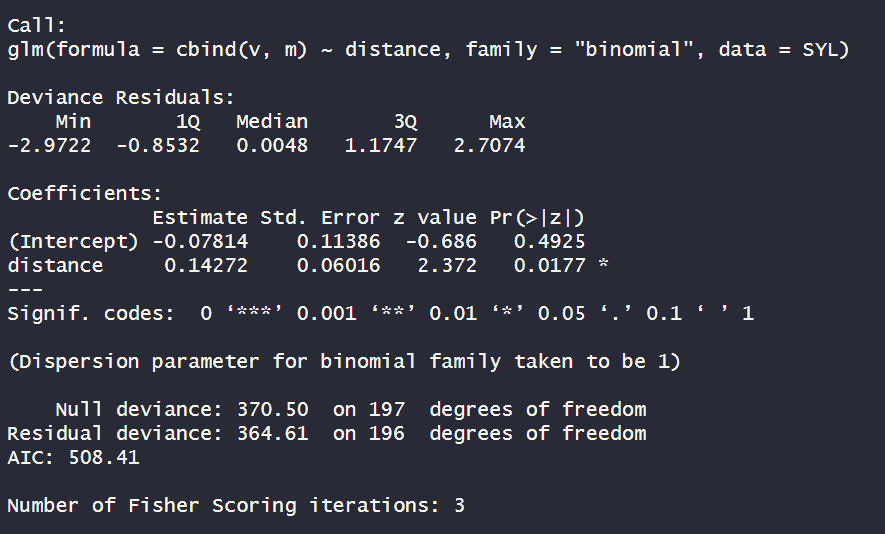 Call:
glm(formula = cbind(v, m) ~ distance, family = "binomial", data = SYL)
Deviance Residuals:
Min 1Q Median 3Q Max
-2.9722 -0.8532 0.0048 1.1747 2.7074
Coefficients:
Estimate Std. Error z value Pr(>|z|)
(Intercept) -0.07814 0.11386 -0.686 0.4925
distance 0.14272 0.06016 2.372 0.0177 *
---
Signif. codes: 0 ‘***’ 0.001 ‘**’ 0.01 ‘*’ 0.05 ‘.’ 0.1 ‘ ’ 1
(Dispersion parameter for binomial family taken to be 1)
Null deviance: 370.50 on 197 degrees of freedom
Residual deviance: 364.61 on 196 degrees of freedom
AIC: 508.41
Number of Fisher Scoring iterations: 3